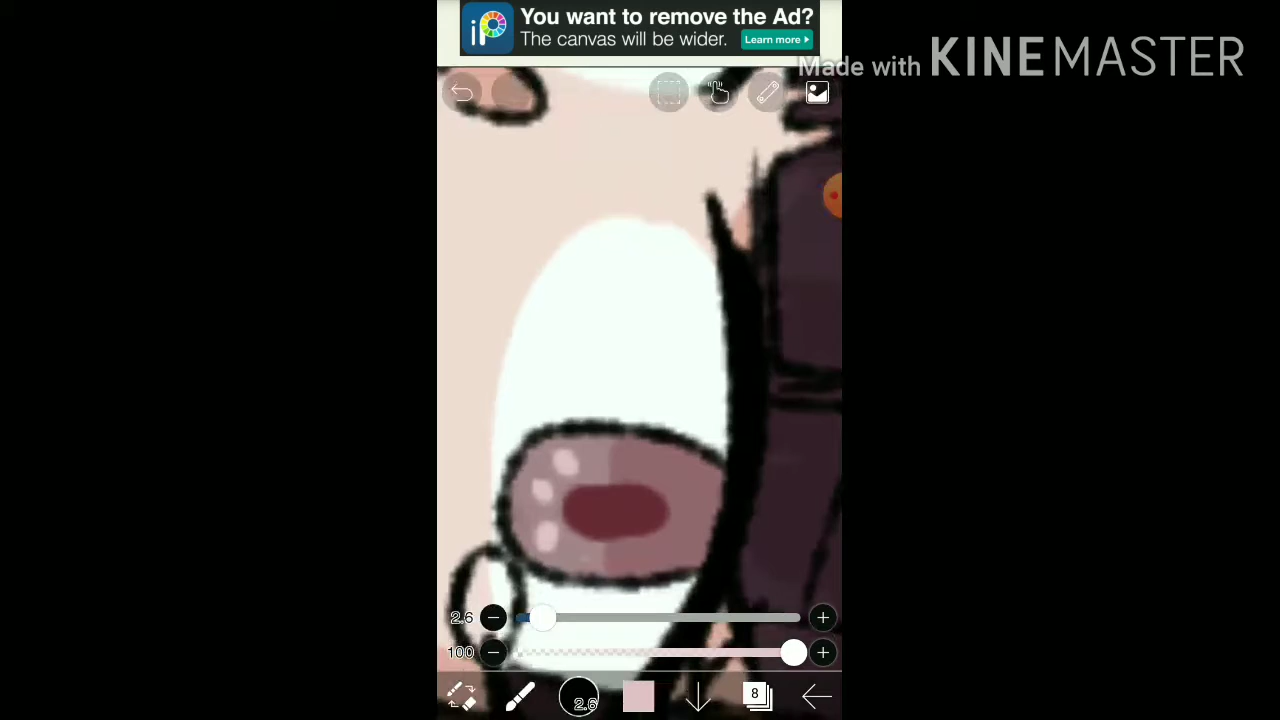 iP
You want to remove the Ad?
The canvas will be wider.
Learn more
Made with KINEMASTER
2.6
100
2.6
8